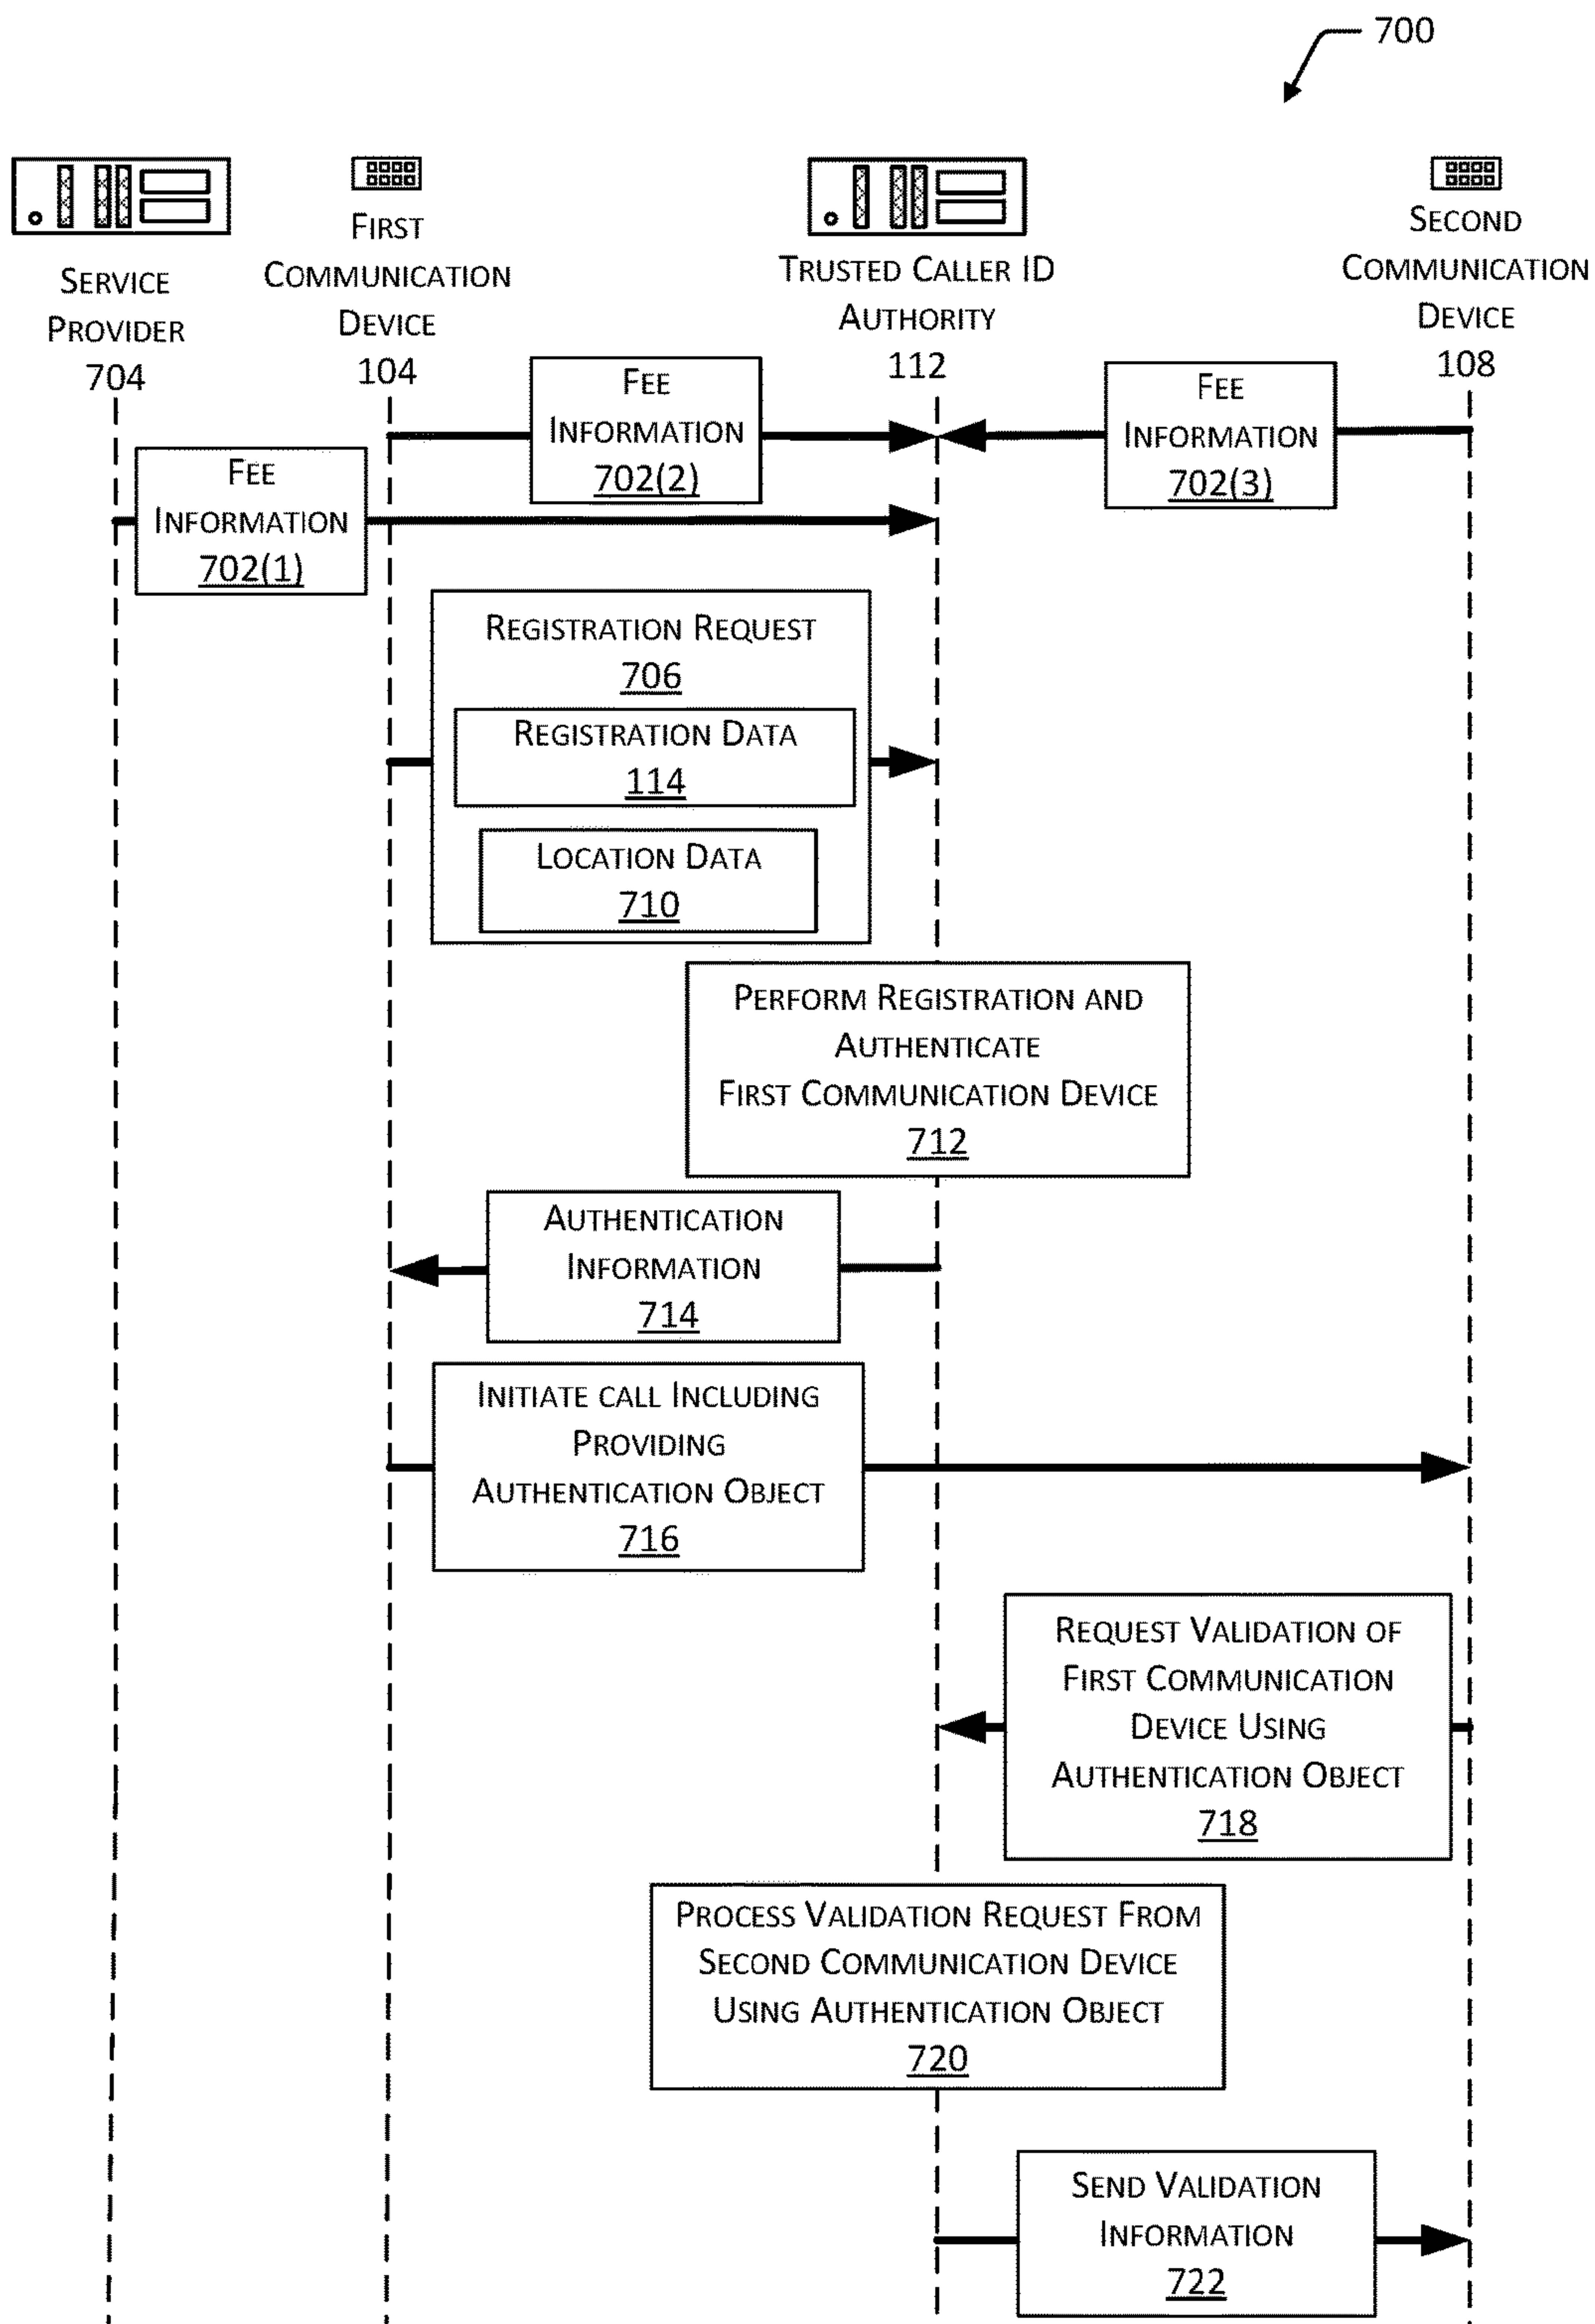 700
SERVICE
PROVIDER
704
FIRST
COMMUNICATION
DEVICE
104
TRUSTED CALLER ID
AUTHORITY
112
SECOND
COMMUNICATION
DEVICE
108
FEE
INFORMATION
702(2)
FEE
INFORMATION
702(3)
FEE
INFORMATION
702(1)
REGISTRATION REQUEST
706
REGISTRATION DATA
114
LOCATION DATA
710
PERFORM REGISTRATION AND
AUTHENTICATE
FIRST COMMUNICATION DEVICE
712
AUTHENTICATION
INFORMATION
714
INITIATE CALL INCLUDING
PROVIDING
AUTHENTICATION OBJECT
716
REQUEST VALIDATION OF
FIRST COMMUNICATION
DEVICE USING
AUTHENTICATION OBJECT
718
PROCESS VALIDATION REQUEST FROM
SECOND COMMUNICATION DEVICE
USING AUTHENTICATION OBJECT
720
SEND VALIDATION
INFORMATION
722